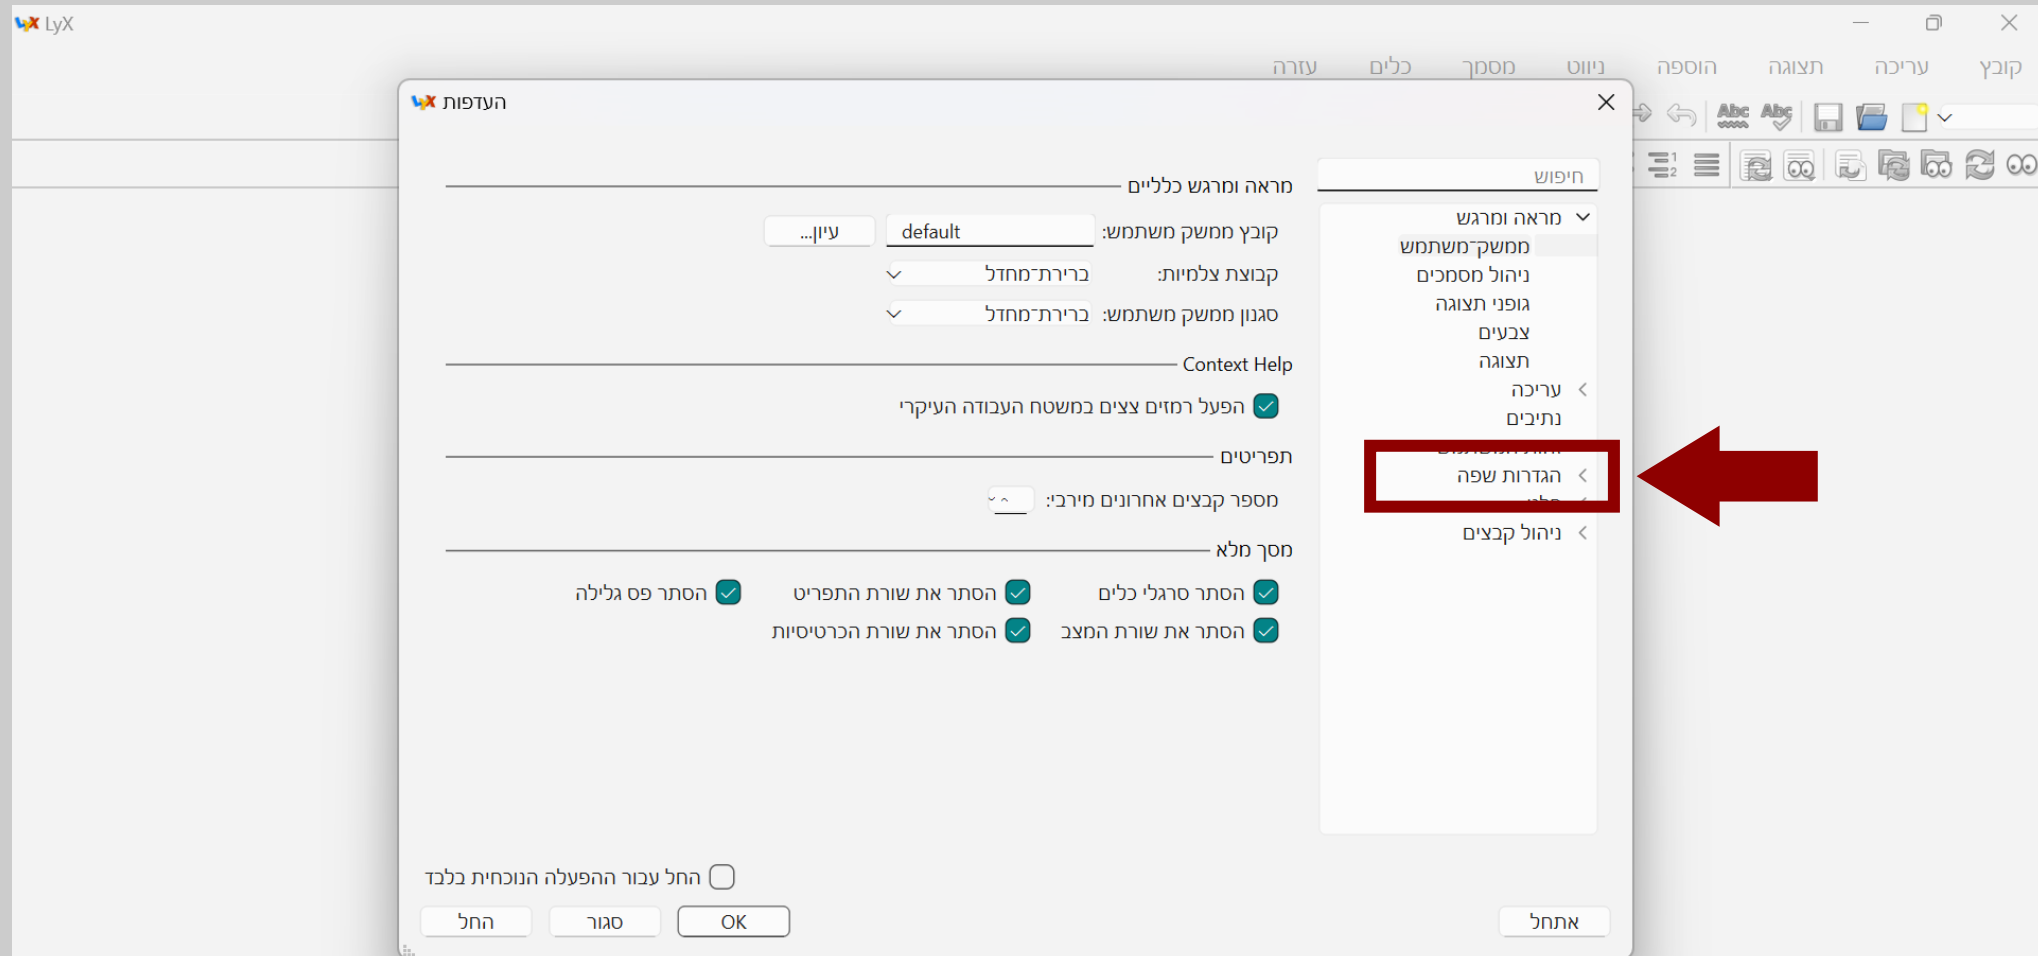 LyX
קובץ עריכה תצוגה הוספה ניווט מסמך כלים עזרה
העדפות
חיפוש
מראה ומרגש
ממשק־משתמש
ניהול מסמכים
גופני תצוגה
צבעים
תצוגה
עריכה
נתיבים
הגדרות שפה
ניהול קבצים
מראה ומרגש כלליים
קובץ ממשק משתמש: default עיון...
קבוצת צלמיות: ברירת־מחדל
סגנון ממשק משתמש: ברירת־מחדל
Context Help
הפעל רמזים צצים במשטח העבודה העיקרי
תפריטים
מספר קבצים אחרונים מירבי:
מסך מלא
הסתר סרגלי כלים הסתר את שורת התפריט הסתר פס גלילה
הסתר את שורת המצב הסתר את שורת הכרטיסיות
החל עבור ההפעלה הנוכחית בלבד
אתחל OK סגור החל